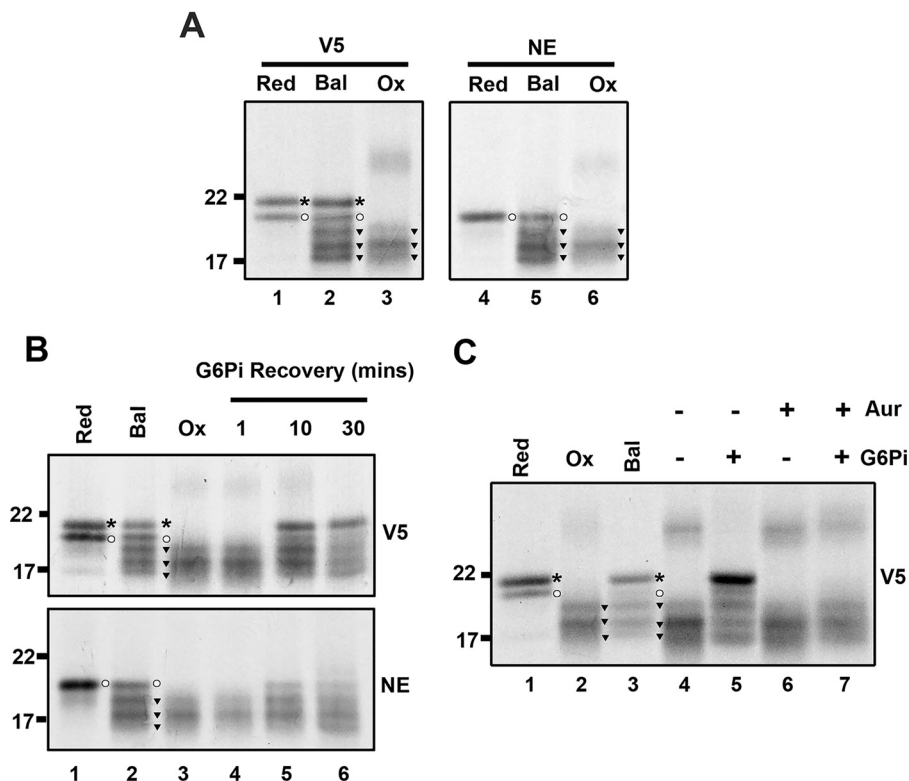 A
V5 NE
Red Bal Ox Red Bal Ox
22 * *
17
1 2 3 4 5 6
B
G6Pi Recovery (mins)
Red Bal Ox 1 10 30
22 * * V5
17
22
NE
17
1 2 3 4 5 6
C
- - + + Aur
Red Ox Bal - + - + G6Pi
22 * * V5
17
1 2 3 4 5 6 7